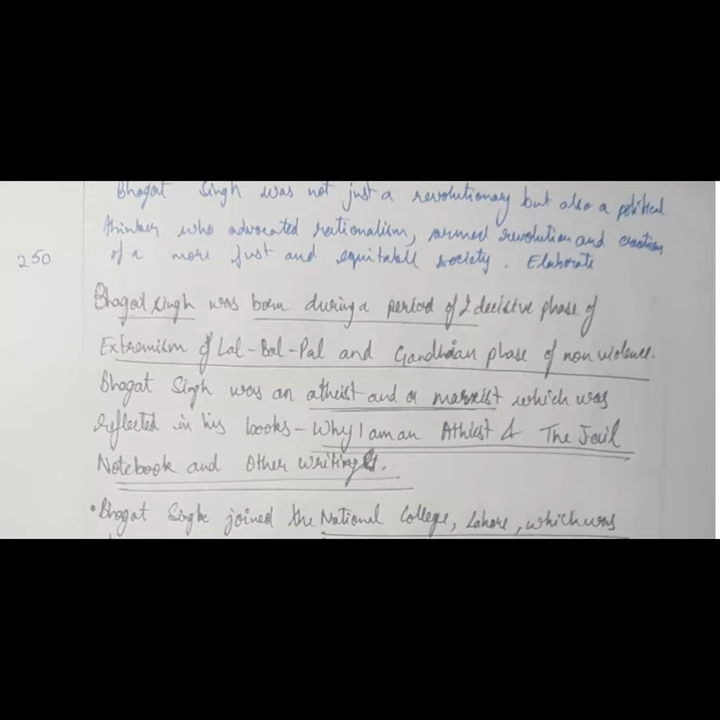 Bhagat Singh was not just a revolutionary but also a political
thinker who advocated rationalism, armed revolution and creation
250
of a more just and equitable society. Elaborate
Bhagat singh was born during a period of 2 decisive phase of
Extremism of Lal-Bal-Pal and Gandhian phase of non violence.
Bhagat Singh was an atheist and a marxist which was
reflected in his books - Why I am an Athiest & The Jail
Notebook and Other writings.
• Bhagat Singh joined the National College, Lahore, which was